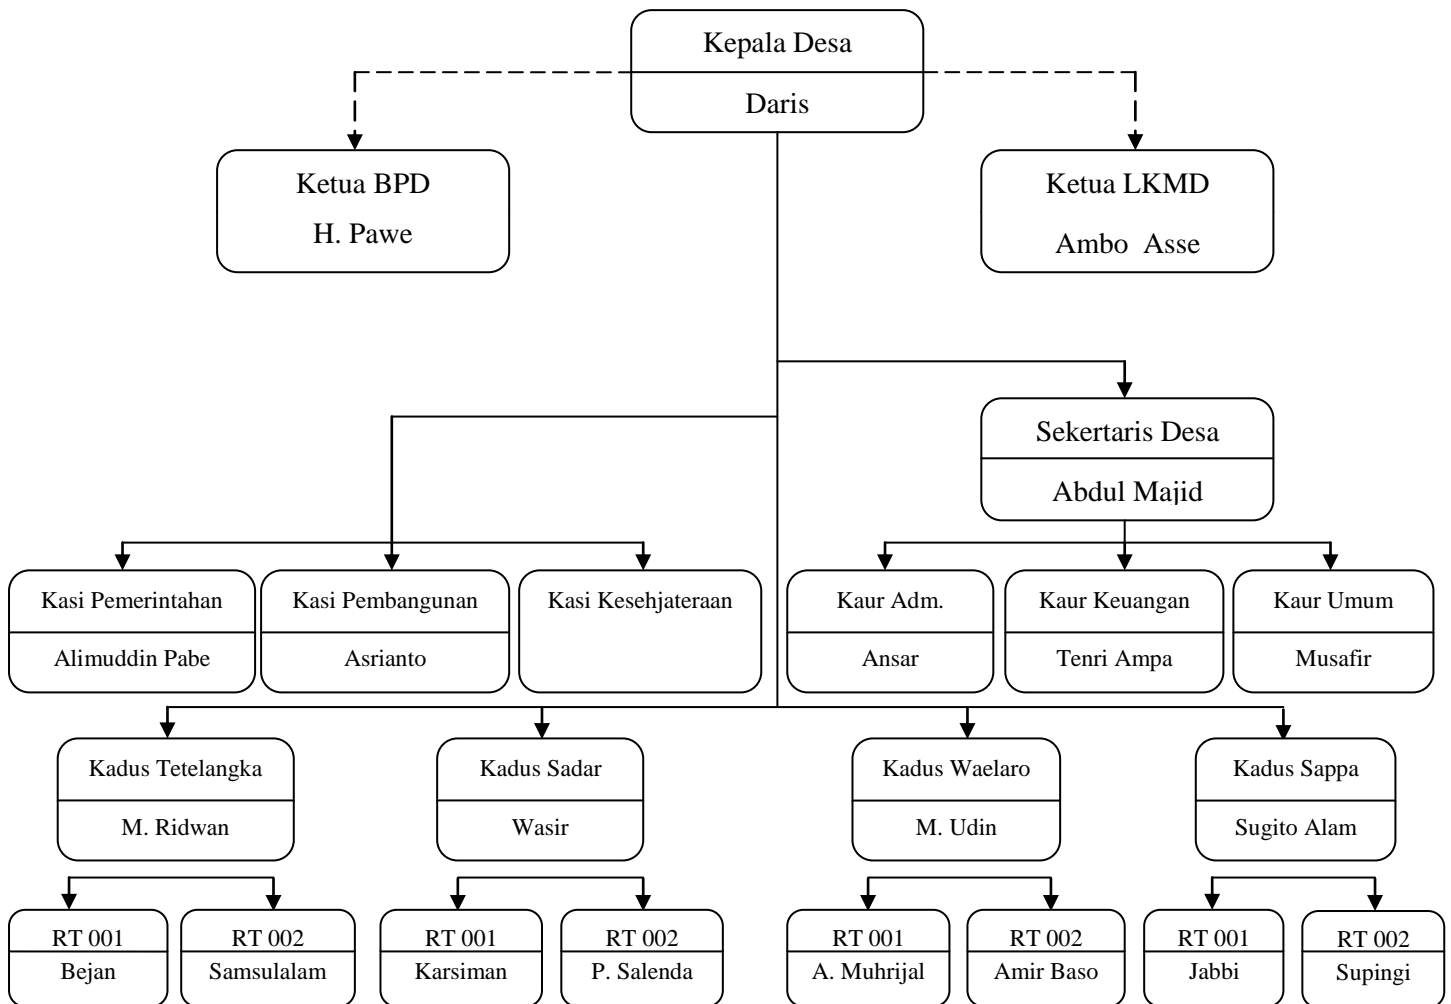 Kepala Desa
Daris
Ketua BPD
H. Pawe
Ketua LKMD
Ambo Asse
Sekertaris Desa
Abdul Majid
Kasi Pemerintahan
Alimuddin Pabe
Kasi Pembangunan
Asrianto
Kasi Kesehjateraan
Kaur Adm.
Ansar
Kaur Keuangan
Tenri Ampa
Kaur Umum
Musafir
Kadus Tetelangka
M. Ridwan
Kadus Sadar
Wasir
Kadus Waelaro
M. Udin
Kadus Sappa
Sugito Alam
RT 001
Bejan
RT 002
Samsulalam
RT 001
Karsiman
RT 002
P. Salenda
RT 001
A. Muhrijal
RT 002
Amir Baso
RT 001
Jabbi
RT 002
Supingi